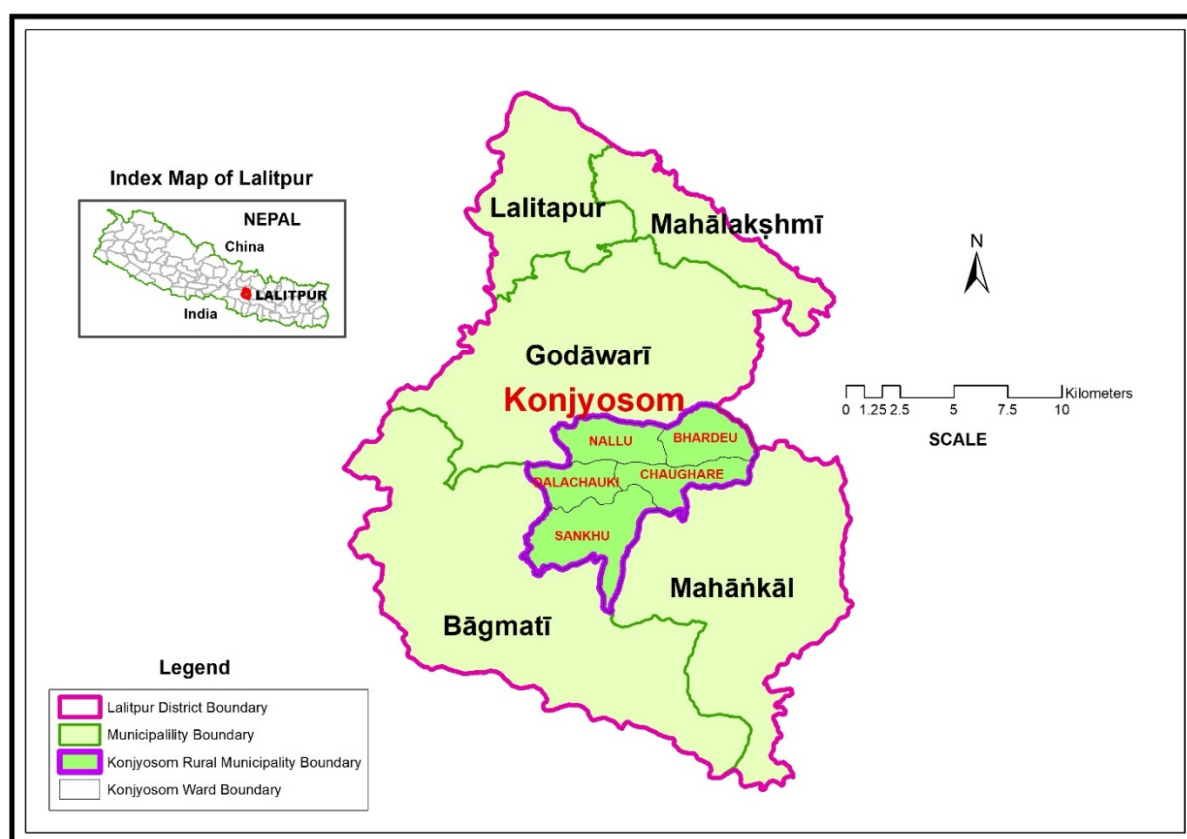 Index Map of Lalitpur
NEPAL
China
LALITPUR
India
Lalitapur
Mahālakṣhmī
N
Godāwarī
Konjyosom
NALLU
BHARDEU
DALACHAUKI
CHAUGHARE
SANKHU
Mahāṅkāl
Bāgmatī
Kilometers
0 1.25 2.5 5 7.5 10
SCALE
Legend
Lalitpur District Boundary
Municipalility Boundary
Konjyosom Rural Municipality Boundary
Konjyosom Ward Boundary